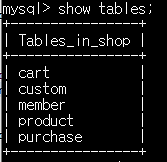 mysql> show tables;
+----------------+
| Tables_in_shop |
+----------------+
| cart           |
| custom         |
| member         |
| product        |
| purchase       |
+----------------+